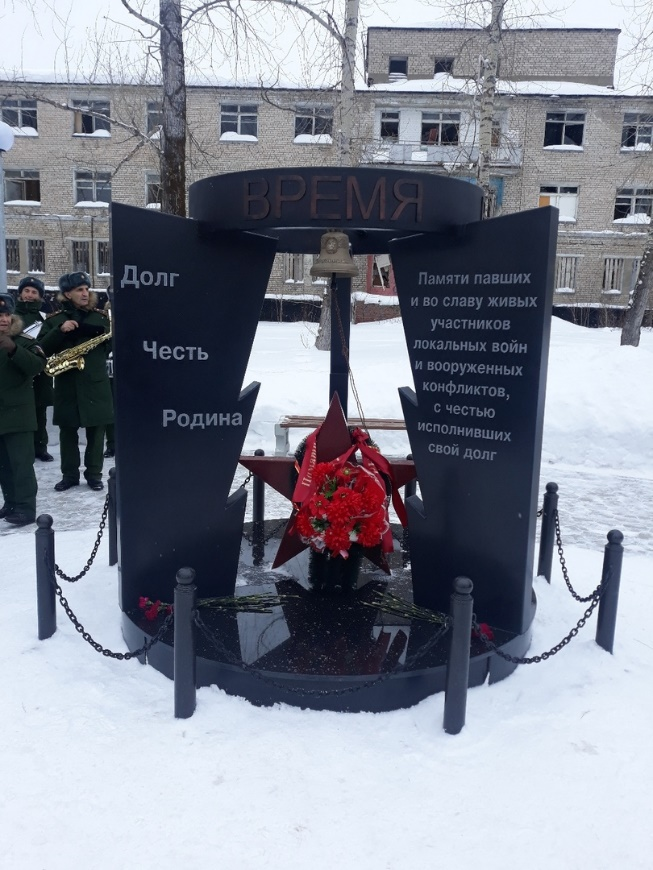 ВРЕМЯ
Долг
Честь
Родина
Памяти павших
и во славу живых
участников
локальных войн
и вооруженных
конфликтов,
с честью
исполнивших
свой долг